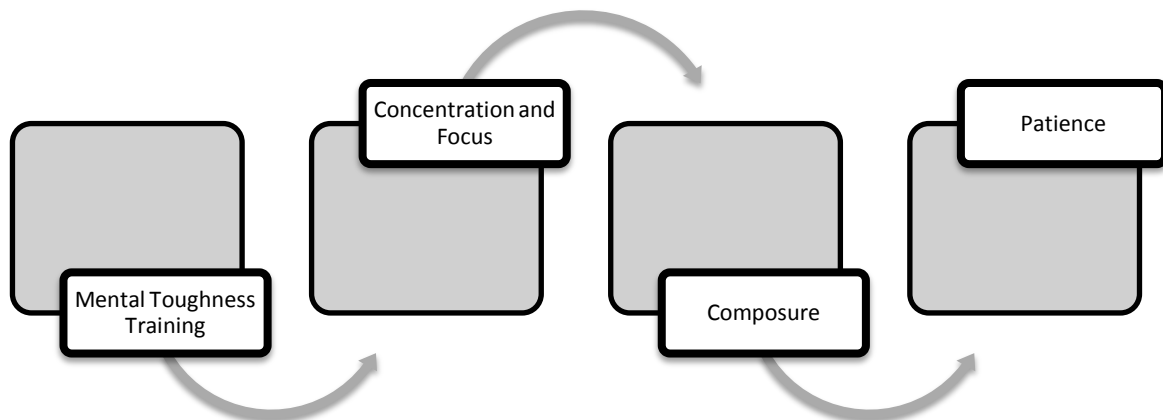 Mental Toughness
Training
Concentration and
Focus
Composure
Patience